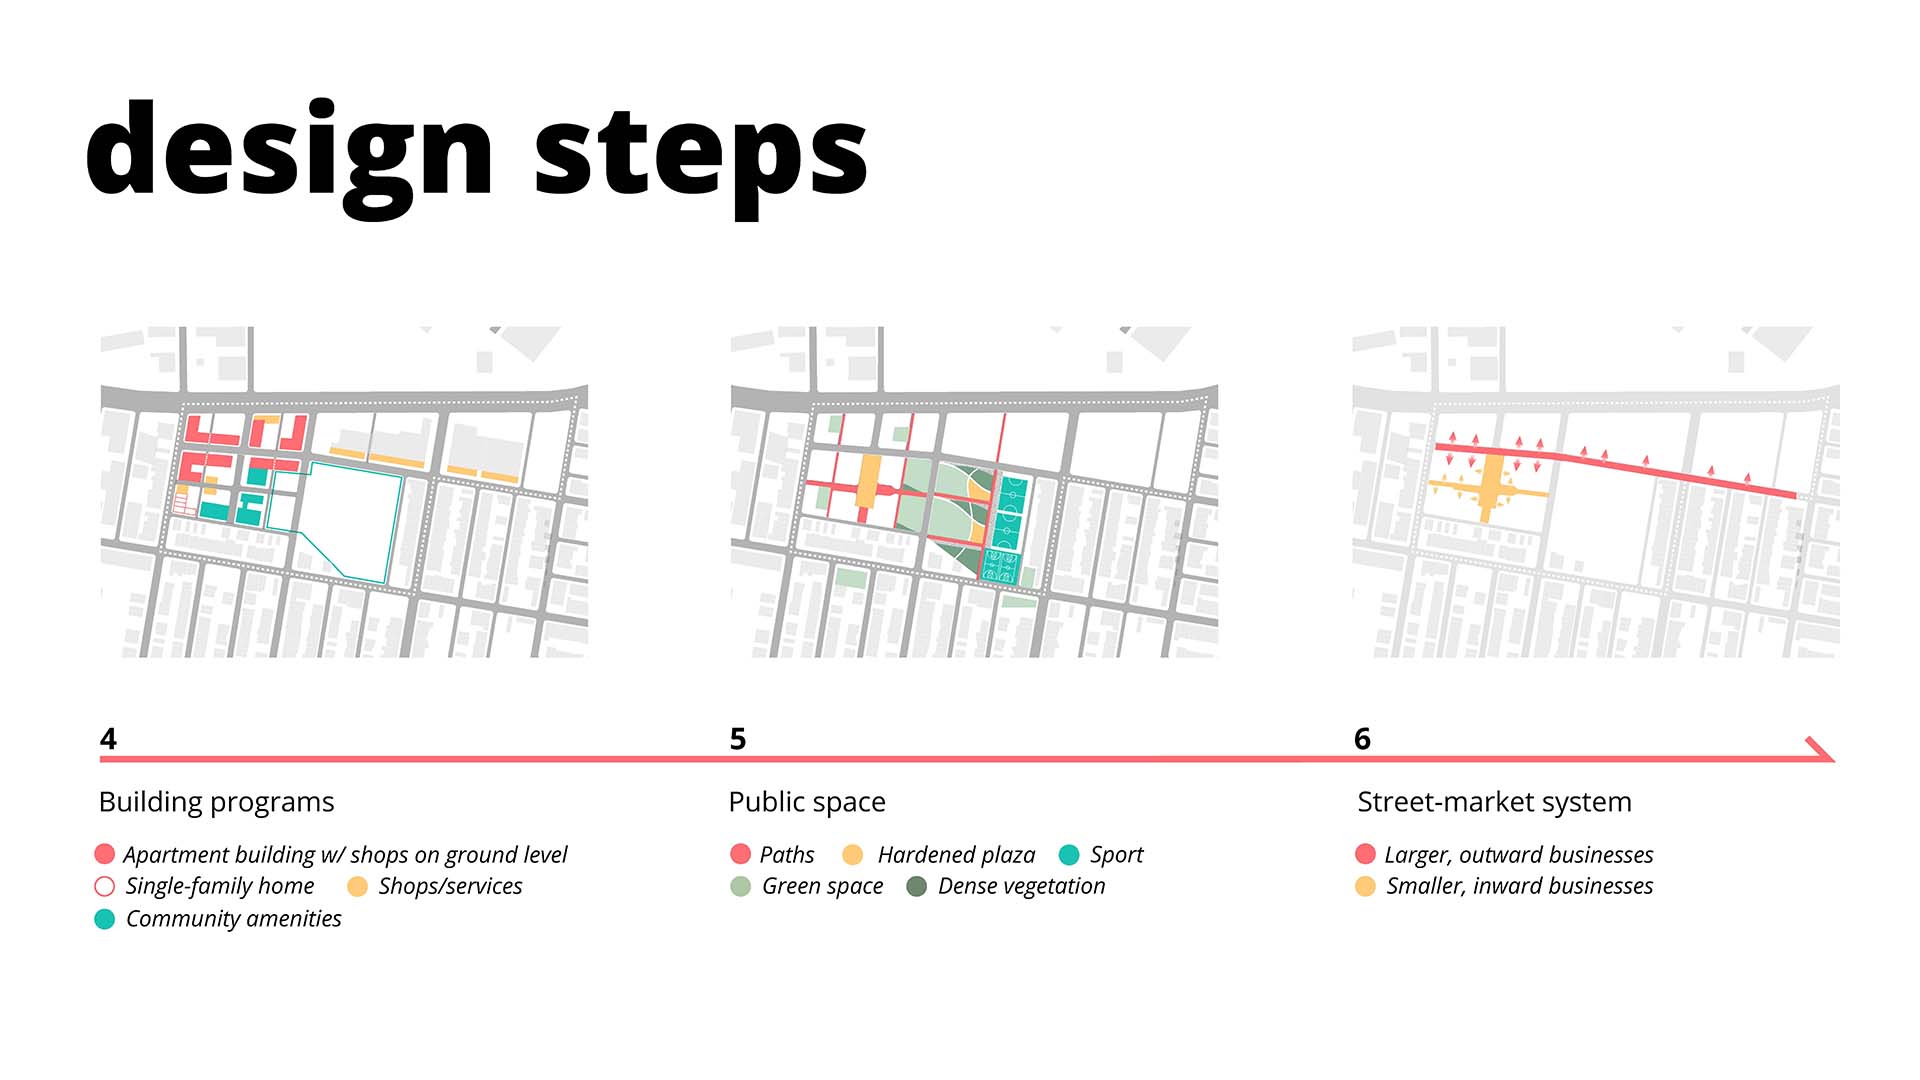 design steps
4
Building programs
Apartment building w/ shops on ground level
Single-family home
Shops/services
Community amenities
5
Public space
Paths
Hardened plaza
Sport
Green space
Dense vegetation
6
Street-market system
Larger, outward businesses
Smaller, inward businesses